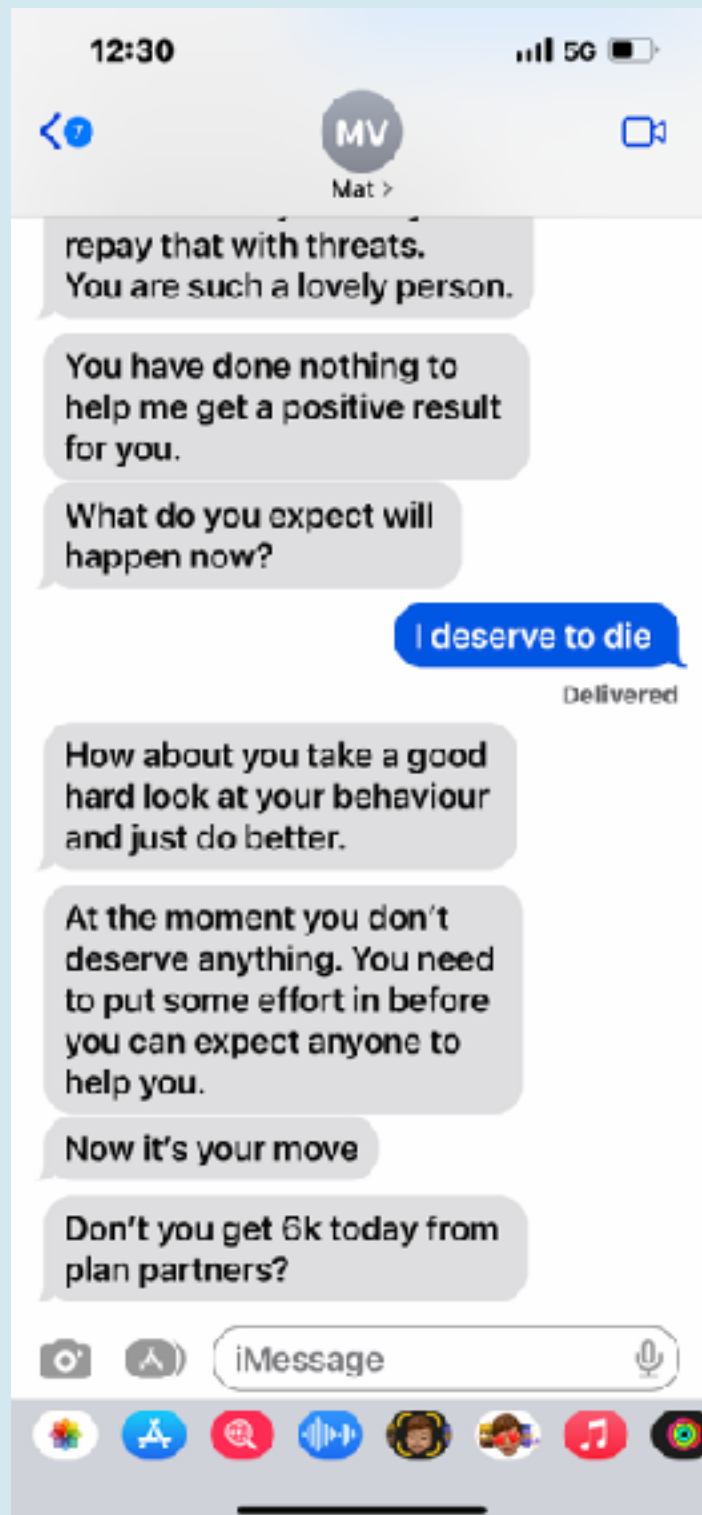 12:30
5G
7
MV
Mat >
repay that with threats.
You are such a lovely person.
You have done nothing to
help me get a positive result
for you.
What do you expect will
happen now?
I deserve to die
Delivered
How about you take a good
hard look at your behaviour
and just do better.
At the moment you don't
deserve anything. You need
to put some effort in before
you can expect anyone to
help you.
Now it's your move
Don't you get 6k today from
plan partners?
iMessage